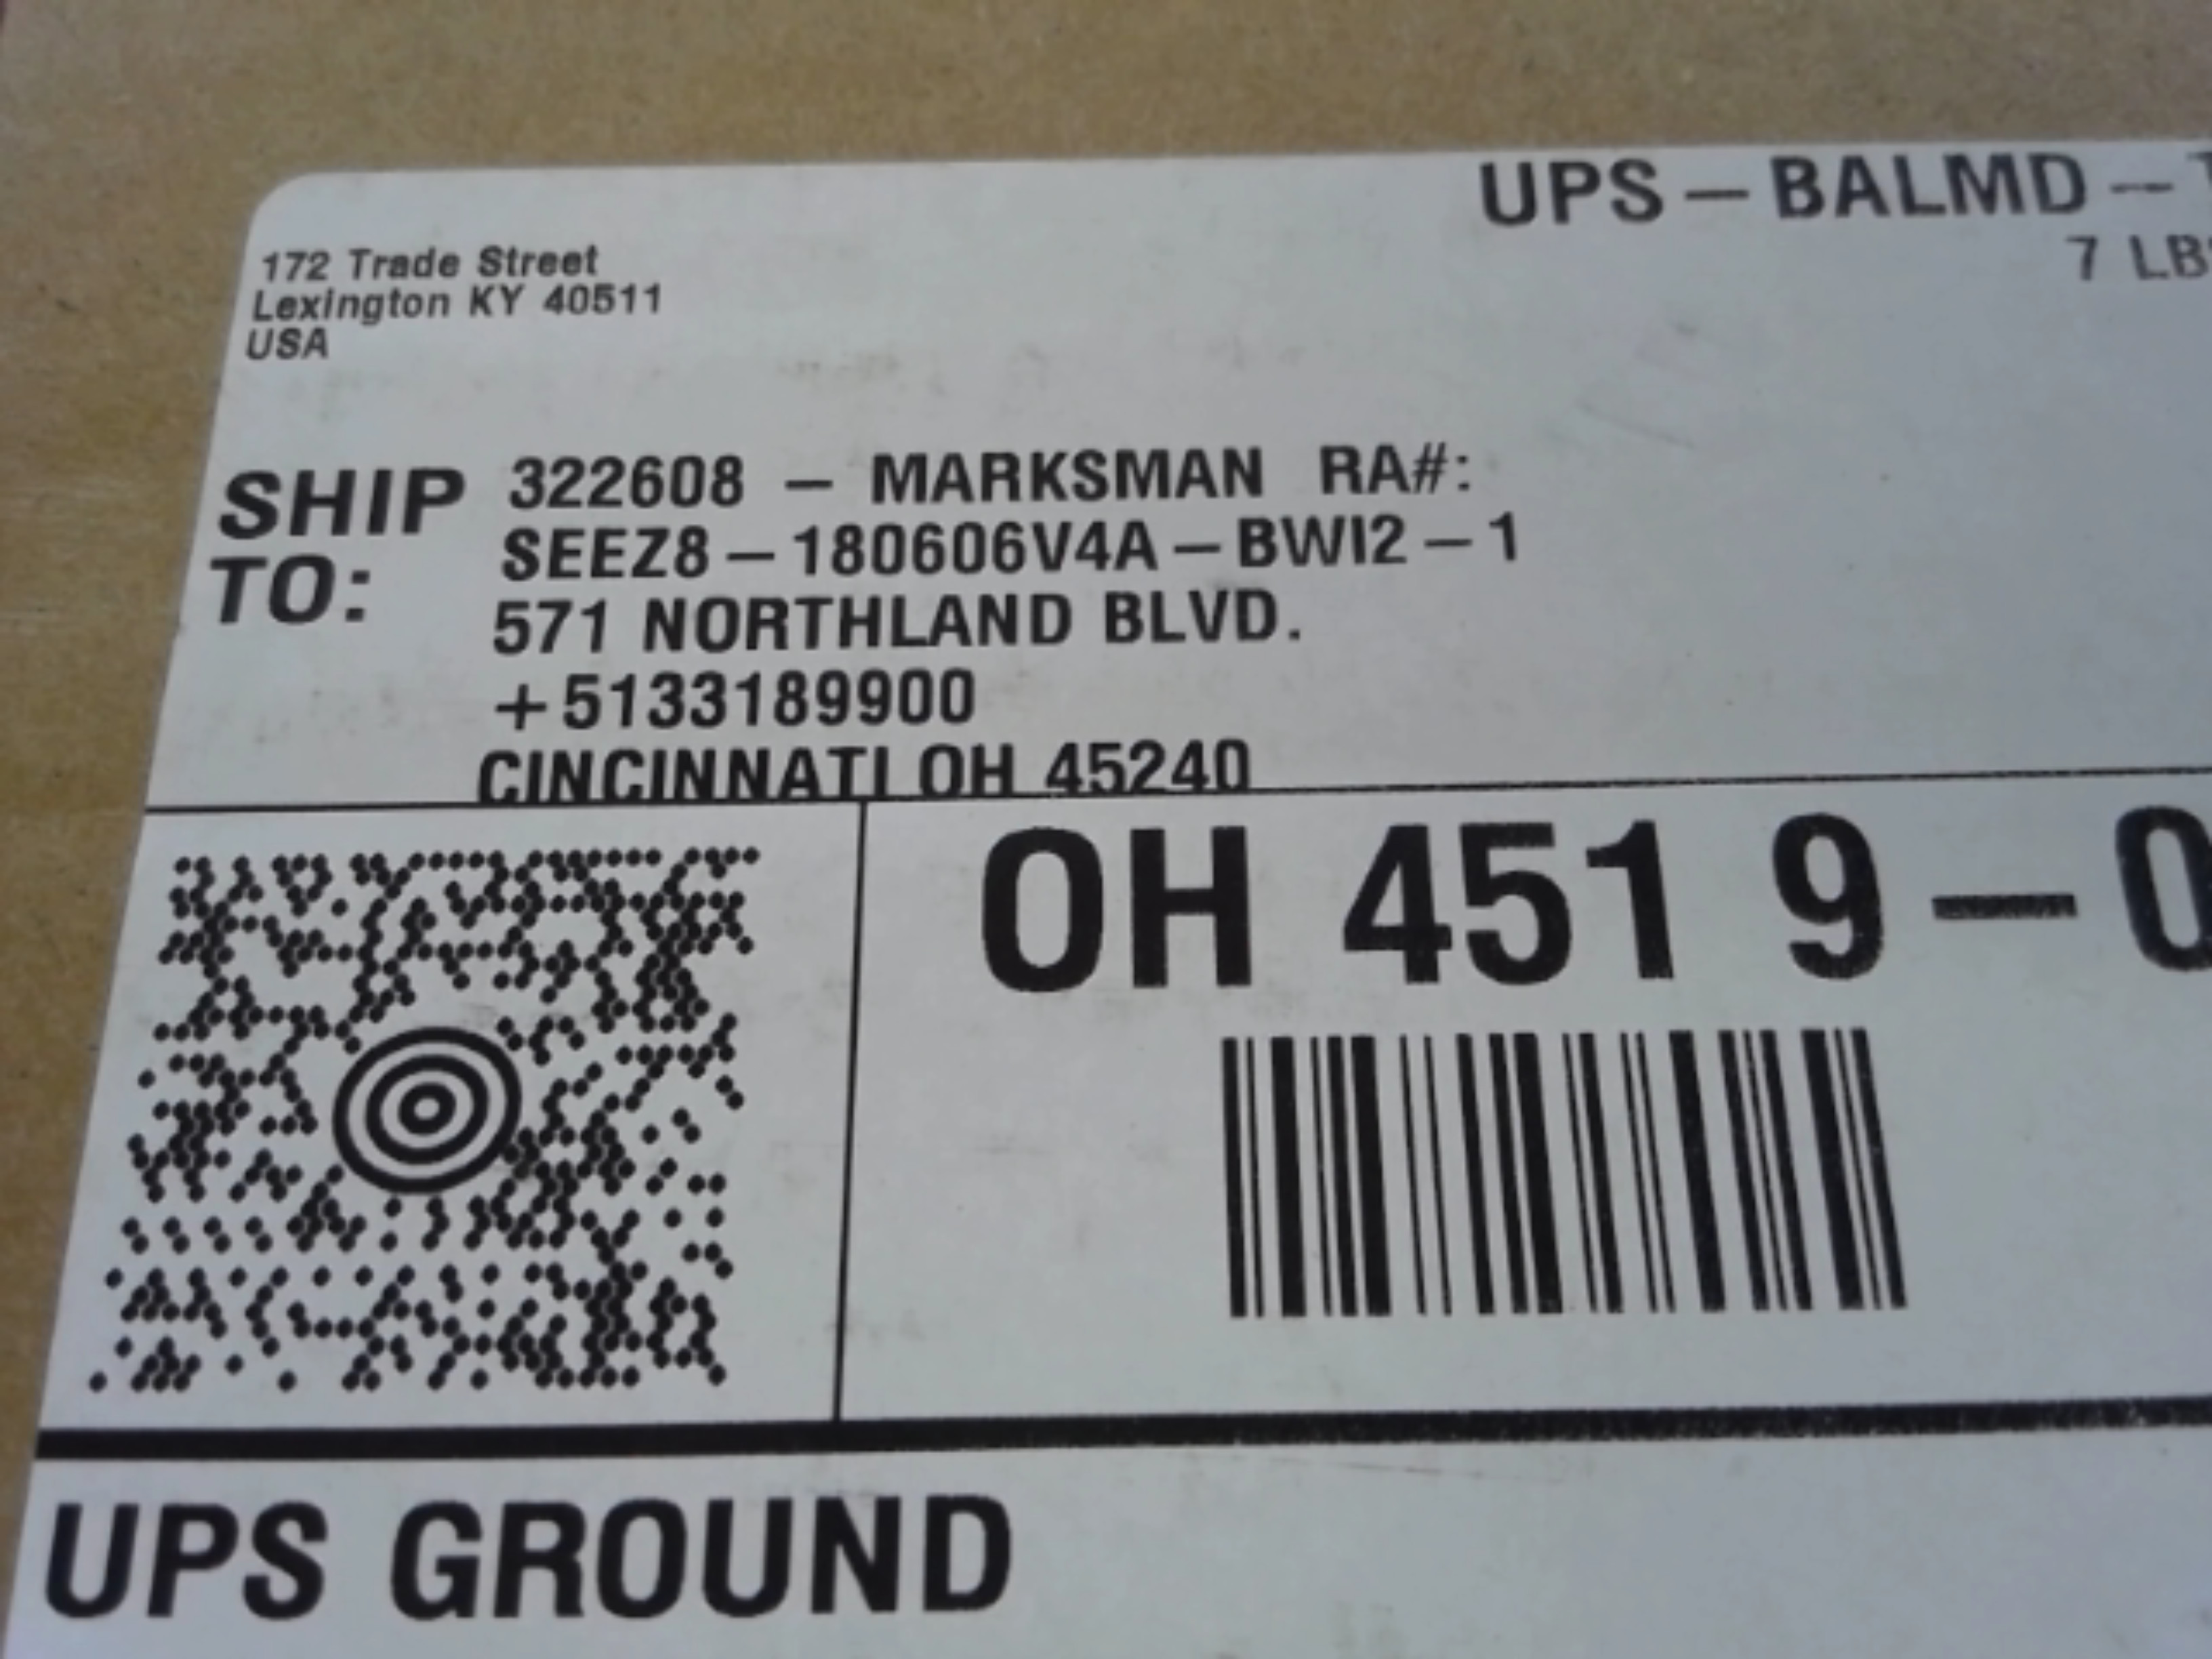 UPS – BALMD –
7 LBS
172 Trade Street
Lexington KY 40511
USA
SHIP TO:
322608 – MARKSMAN RA#:
SEEZ8 – 180606V4A – BWI2 – 1
571 NORTHLAND BLVD.
+5133189900
CINCINNATI OH 45240
OH 451 9 – 0
UPS GROUND